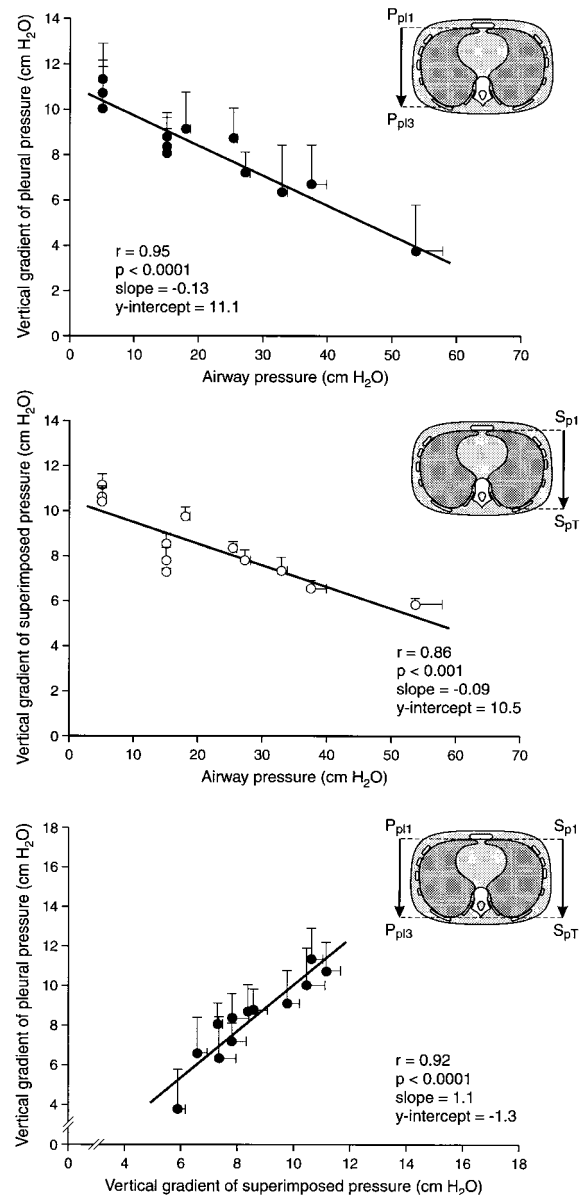 Vertical gradient of pleural pressure (cm H₂O)
14
12
10
8
6
4
2
0
0 10 20 30 40 50 60 70
Airway pressure (cm H₂O)
r = 0.95
p < 0.0001
slope = -0.13
y-intercept = 11.1
Ppl1
Ppl3
Vertical gradient of superimposed pressure (cm H₂O)
14
12
10
8
6
4
2
0
0 10 20 30 40 50 60 70
Airway pressure (cm H₂O)
r = 0.86
p < 0.001
slope = -0.09
y-intercept = 10.5
Sp1
SpT
Vertical gradient of pleural pressure (cm H₂O)
18
16
14
12
10
8
6
4
0
0 4 6 8 10 12 14 16 18
Vertical gradient of superimposed pressure (cm H₂O)
r = 0.92
p < 0.0001
slope = 1.1
y-intercept = -1.3
Ppl1 Sp1
Ppl3 SpT